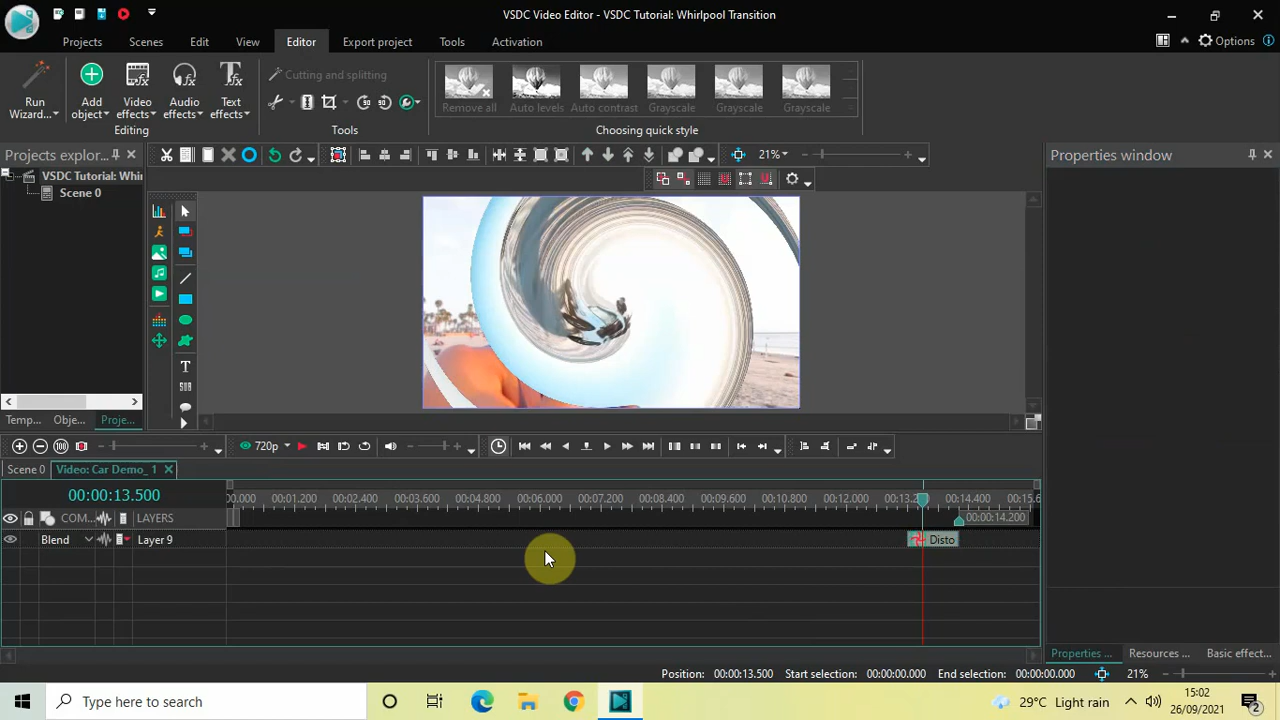 VSDC Video Editor - VSDC Tutorial: Whirlpool Transition
Projects Scenes Edit View Editor Export project Tools Activation Options
Run Wizard... Add object Video effects Audio effects Text effects
Cutting and splitting
Remove all Auto levels Auto contrast Grayscale Grayscale Grayscale
Editing Tools Choosing quick style
Projects explor... 21% Properties window
VSDC Tutorial: Whir
Scene 0
T
Temp... Obje... Proje...
720p
Scene 0 Video: Car Demo_ 1
00:00:13.500
0.000 00:01.200 00:02.400 00:03.600 00:04.800 00:06.000 00:07.200 00:08.400 00:09.600 00:10.800 00:12.000 00:13.2 00:14.400 00:15.6
COM... LAYERS 00:00:14.200
Blend Layer 9 Disto
Properties ... Resources ... Basic effect...
Position: 00:00:13.500 Start selection: 00:00:00.000 End selection: 00:00:00.000 21%
Type here to search 29°C Light rain 15:02
26/09/2021 2